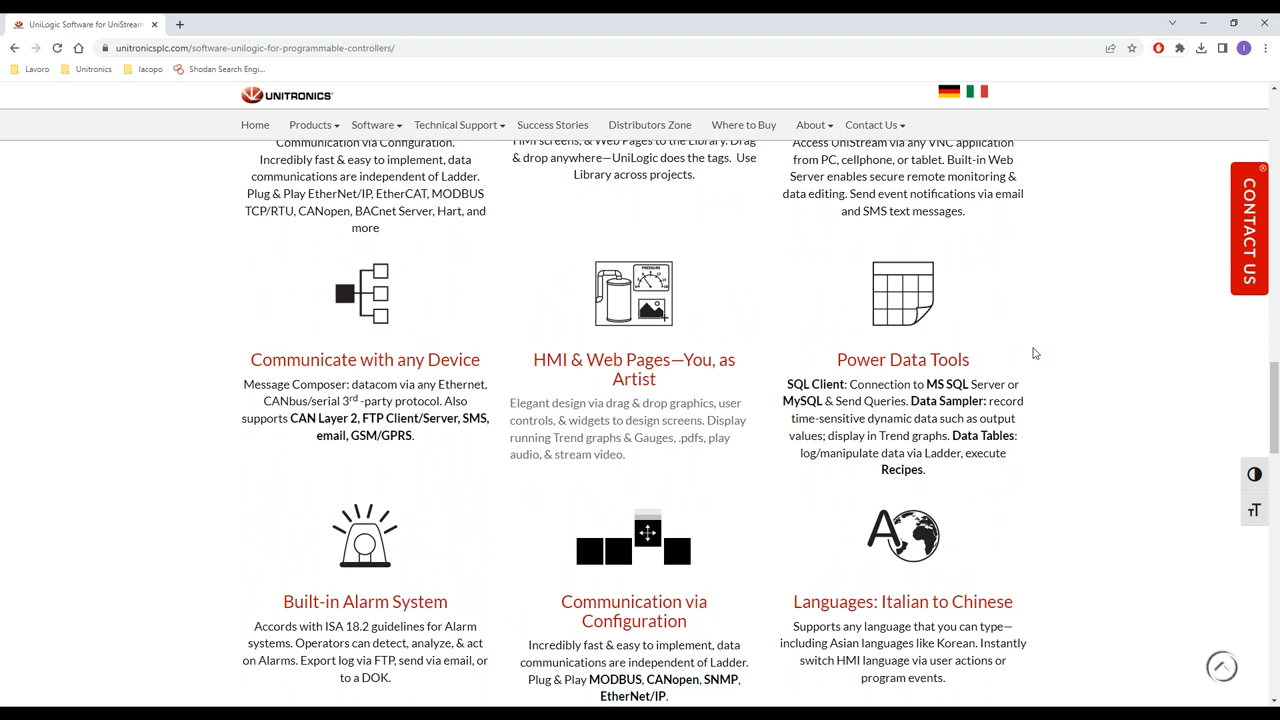 UniLogic Software for UniStream
unitronicsplc.com/software-unilogic-for-programmable-controllers/
Lavoro
Unitronics
Iacopo
Shodan Search Engi...
UNITRONICS
Home
Products
Software
Technical Support
Success Stories
Distributors Zone
Where to Buy
About
Contact Us
Communication via Configuration.
Incredibly fast & easy to implement, data
communications are independent of Ladder.
Plug & Play EtherNet/IP, EtherCAT, MODBUS
TCP/RTU, CANopen, BACnet Server, Hart, and
more
HMI screens, & Web Pages to the Library. Drag
& drop anywhere—UniLogic does the tags. Use
Library across projects.
Access UniStream via any VNC application
from PC, cellphone, or tablet. Built-in Web
Server enables secure remote monitoring &
data editing. Send event notifications via email
and SMS text messages.
CONTACT US
Communicate with any Device
Message Composer: datacom via any Ethernet,
CANbus/serial 3rd -party protocol. Also
supports CAN Layer 2, FTP Client/Server, SMS,
email, GSM/GPRS.
PRESSURE
HMI & Web Pages—You, as
Artist
Elegant design via drag & drop graphics, user
controls, & widgets to design screens. Display
running Trend graphs & Gauges, .pdfs, play
audio, & stream video.
Power Data Tools
SQL Client: Connection to MS SQL Server or
MySQL & Send Queries. Data Sampler: record
time-sensitive dynamic data such as output
values; display in Trend graphs. Data Tables:
log/manipulate data via Ladder, execute
Recipes.
Built-in Alarm System
Accords with ISA 18.2 guidelines for Alarm
systems. Operators can detect, analyze, & act
on Alarms. Export log via FTP, send via email, or
to a DOK.
Communication via
Configuration
Incredibly fast & easy to implement, data
communications are independent of Ladder.
Plug & Play MODBUS, CANopen, SNMP,
EtherNet/IP.
A
Languages: Italian to Chinese
Supports any language that you can type—
including Asian languages like Korean. Instantly
switch HMI language via user actions or
program events.